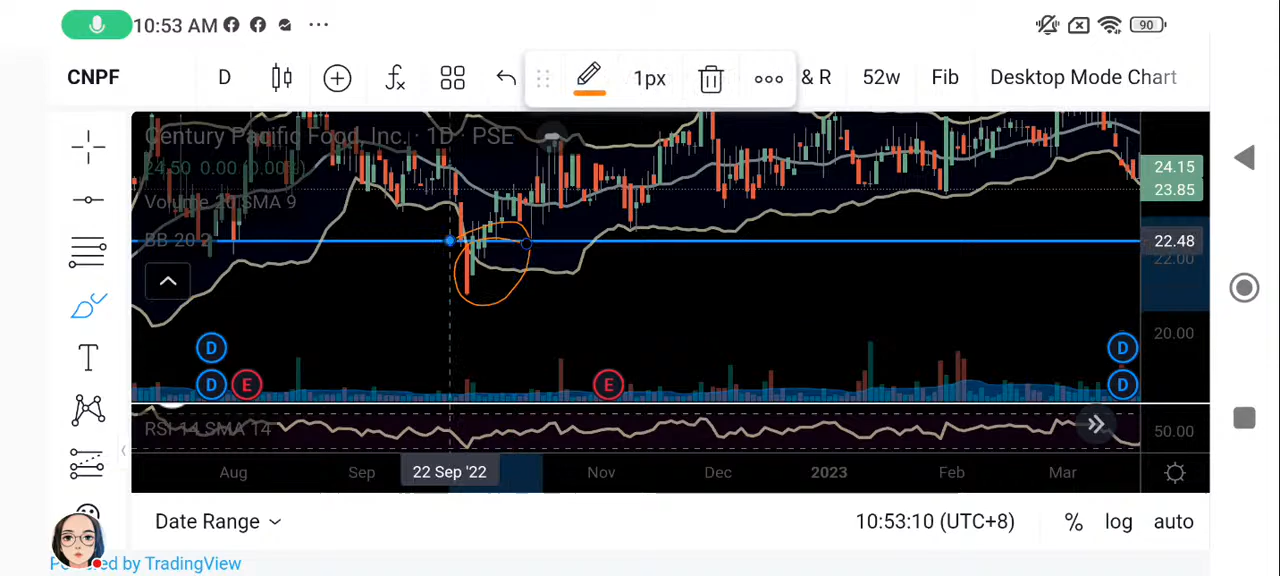 10:53 AM
90
CNPF D 1px & R 52w Fib Desktop Mode Chart
Century Pacific Food, Inc. · 1D · PSE
24.50 0.00 (0.00%)
24.15
23.85
Volume 20 SMA 9
BB 20 2
22.48
22.00
20.00
D D
D E E D
RSI 14 SMA 14
50.00
Aug Sep 22 Sep '22 Nov Dec 2023 Feb Mar
Date Range 10:53:10 (UTC+8) % log auto
by TradingView